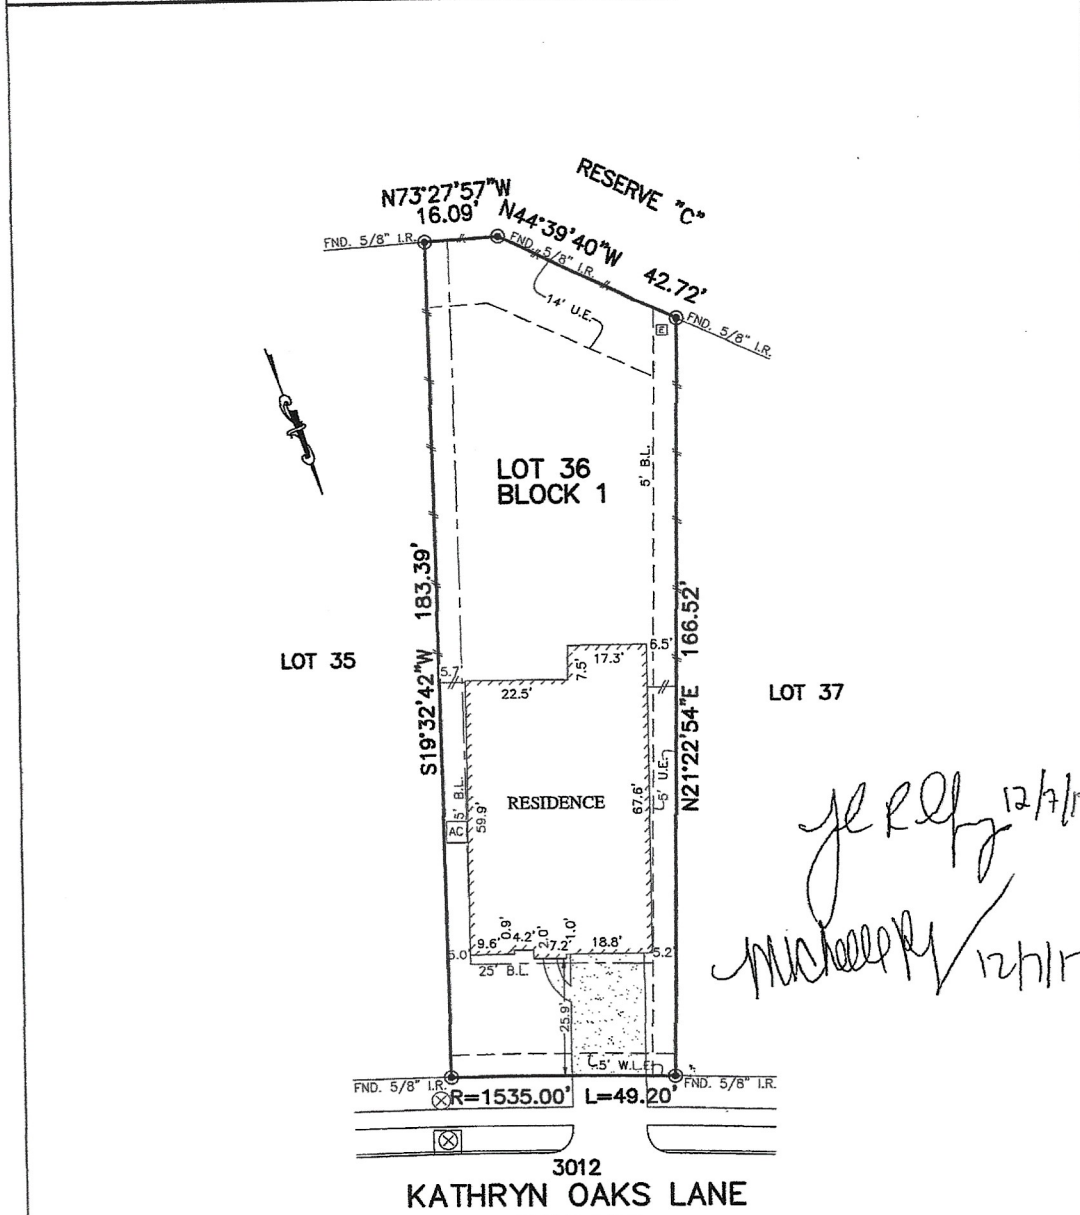 RESERVE "C"
N73°27'57"W
16.09'
N44°39'40"W 42.72'
FND. 5/8" I.R.
FND. 5/8" I.R.
FND. 5/8" I.R.
14' U.E.
E
5' B.L.
LOT 36
BLOCK 1
S19°32'42"W 183.39'
N21°22'54"E 166.52'
LOT 35
LOT 37
5.7'
22.5'
7.5'
17.3'
6.5'
5' B.L.
AC
59.9'
RESIDENCE
67.6'
5' U.E.
12/7/1
5.0'
9.6'
0.9'
4.2'
2.0'
7.2'
1.0'
18.8'
5.2'
25' B.L.
25.9'
Michelle
12/7/1
5' W.L.E.
FND. 5/8" I.R.
FND. 5/8" I.R.
R=1535.00' L=49.20'
3012
KATHRYN OAKS LANE